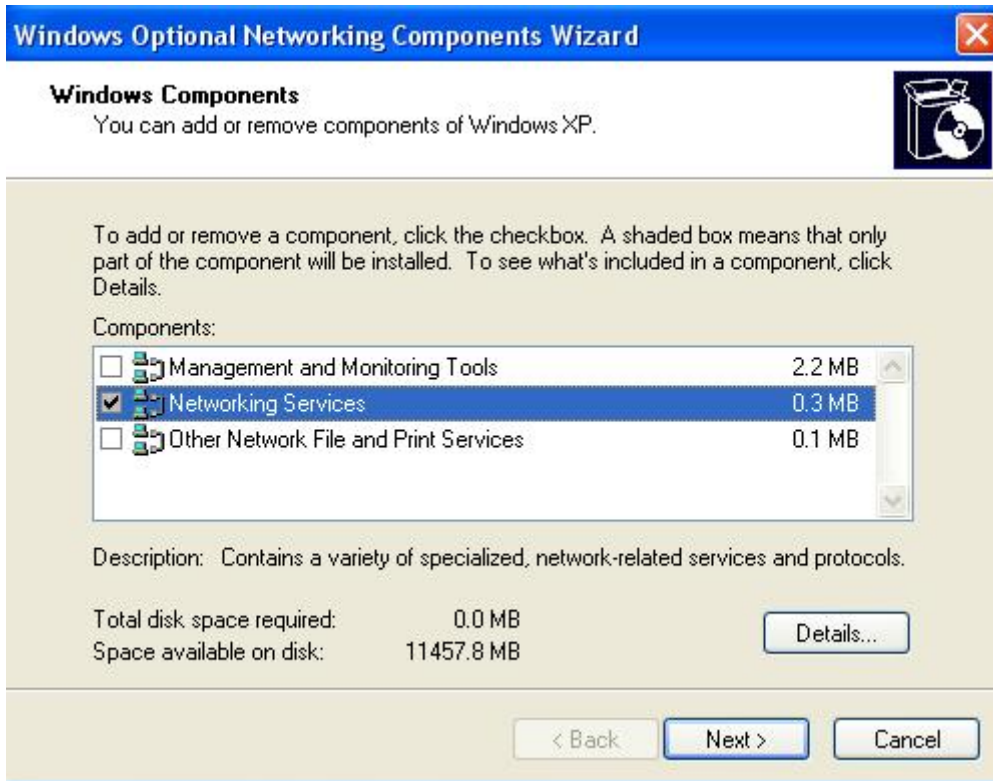 Windows Optional Networking Components Wizard
Windows Components
You can add or remove components of Windows XP.
To add or remove a component, click the checkbox. A shaded box means that only
part of the component will be installed. To see what's included in a component, click
Details.
Components:
Management and Monitoring Tools 2.2 MB
Networking Services 0.3 MB
Other Network File and Print Services 0.1 MB
Description: Contains a variety of specialized, network-related services and protocols.
Total disk space required: 0.0 MB
Space available on disk: 11457.8 MB
Details...
< Back Next > Cancel